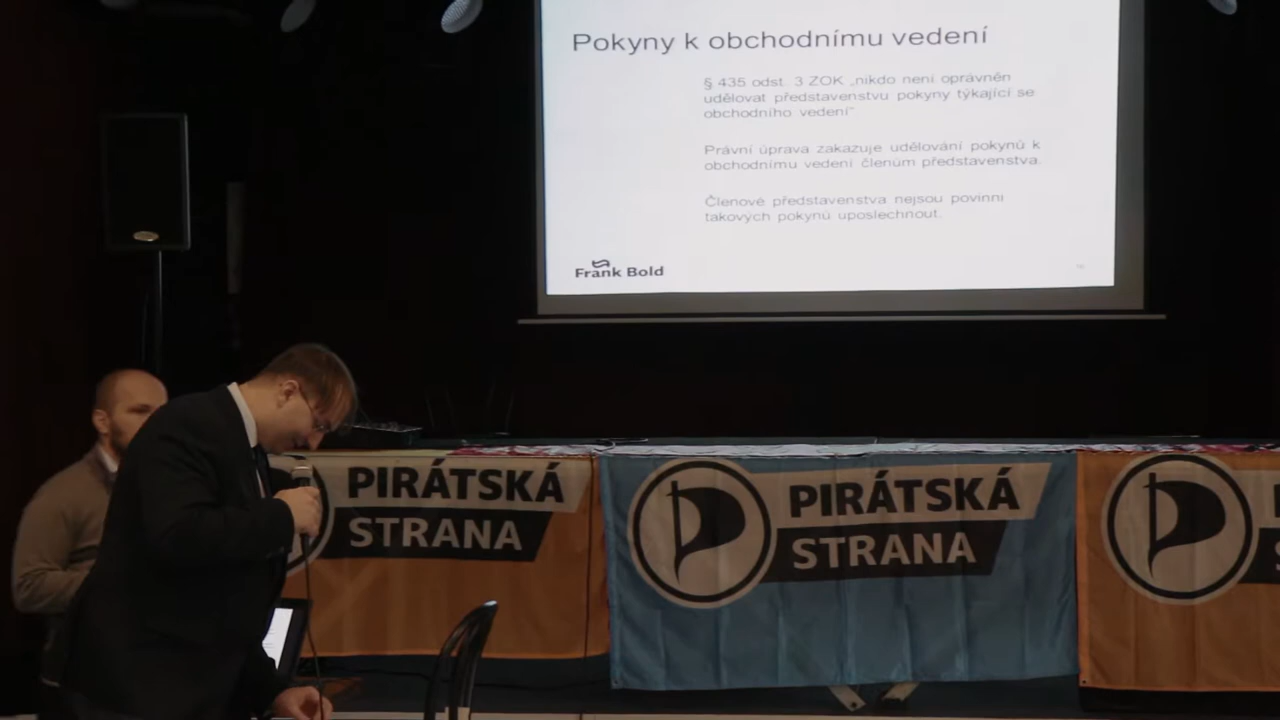 Pokyny k obchodnímu vedení
§ 435 odst. 3 ZOK „nikdo není oprávněn
udělovat představenstvu pokyny týkající se
obchodního vedení“
Právní úprava zakazuje udělování pokynů k
obchodnímu vedení členům představenstva.
Členové představenstva nejsou povinni
takových pokynů uposlechnout.
Frank Bold
PIRÁTSKÁ
STRANA
PIRÁTSKÁ
STRANA